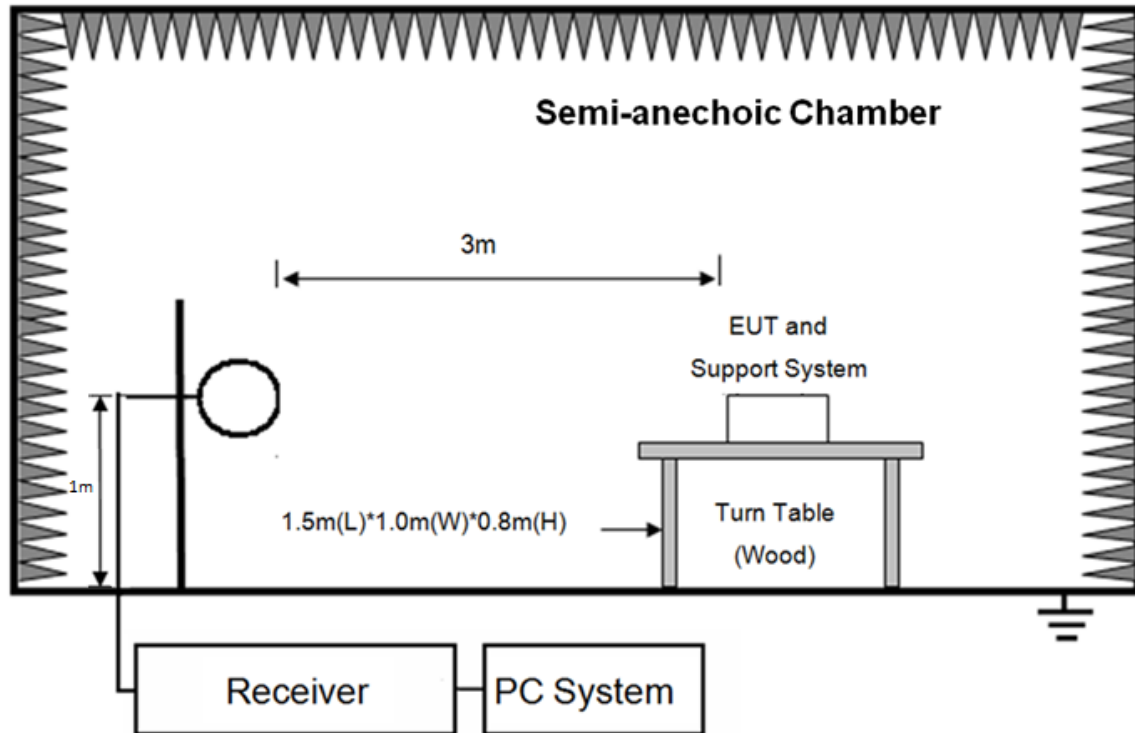 Semi-anechoic Chamber
3m
EUT and
Support System
1m
1.5m(L)*1.0m(W)*0.8m(H)
Turn Table
(Wood)
Receiver
PC System